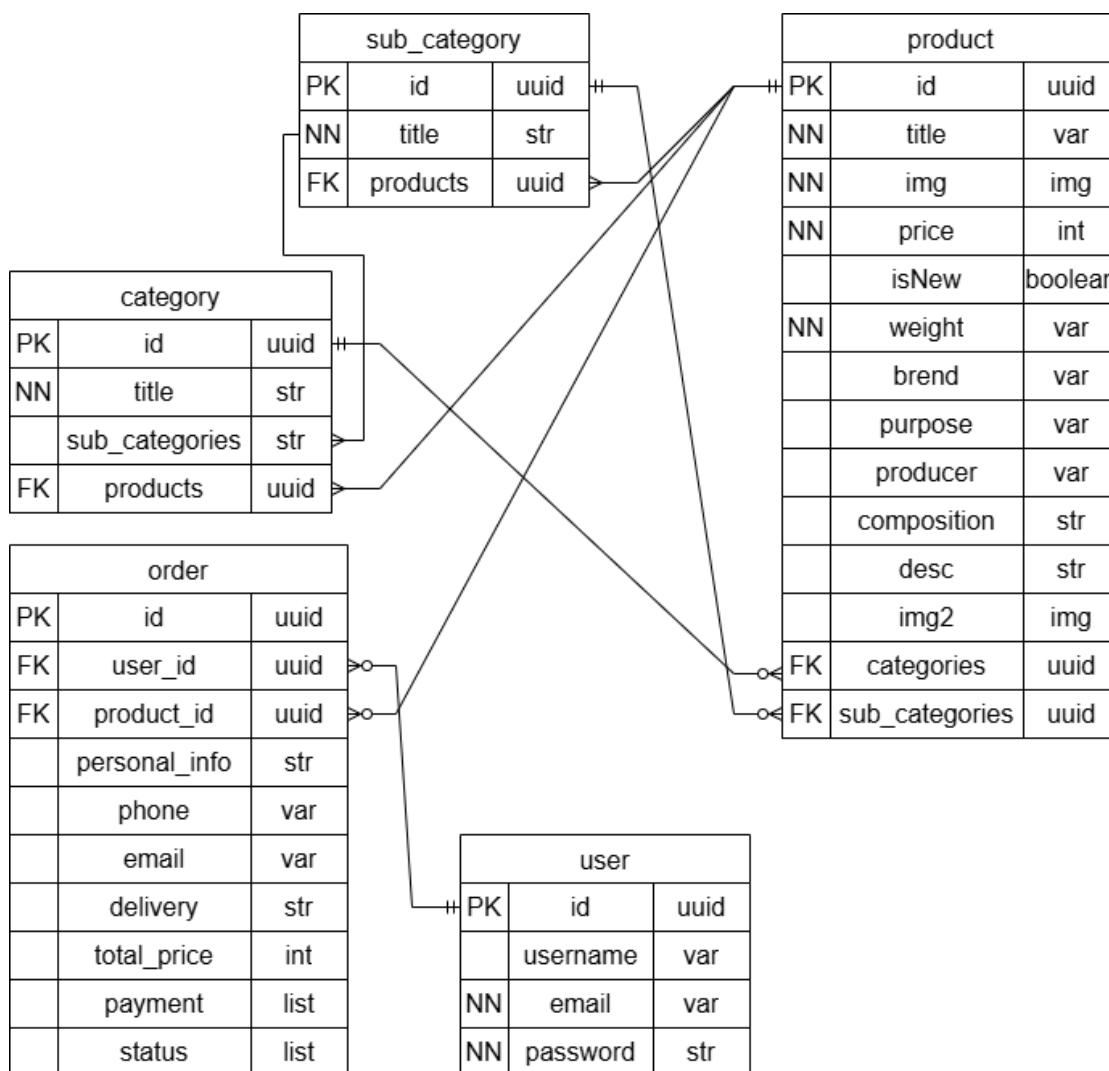 sub_category
PK id uuid
NN title str
FK products uuid
product
PK id uuid
NN title var
NN img img
NN price int
isNew boolean
NN weight var
brend var
purpose var
producer var
composition str
desc str
img2 img
FK categories uuid
FK sub_categories uuid
category
PK id uuid
NN title str
sub_categories str
FK products uuid
order
PK id uuid
FK user_id uuid
FK product_id uuid
personal_info str
phone var
email var
delivery str
total_price int
payment list
status list
user
PK id uuid
username var
NN email var
NN password str